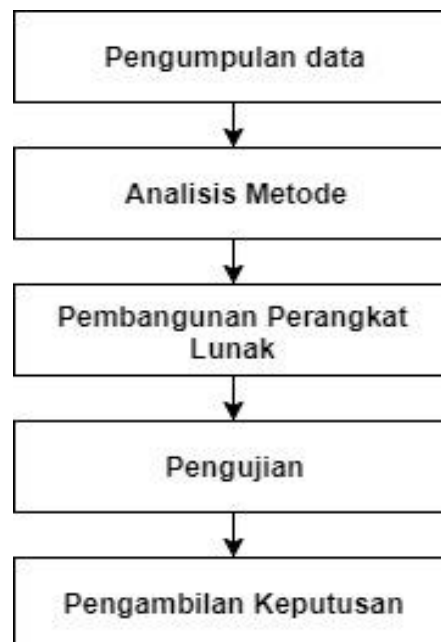 Pengumpulan data
Analisis Metode
Pembangunan Perangkat
Lunak
Pengujian
Pengambilan Keputusan